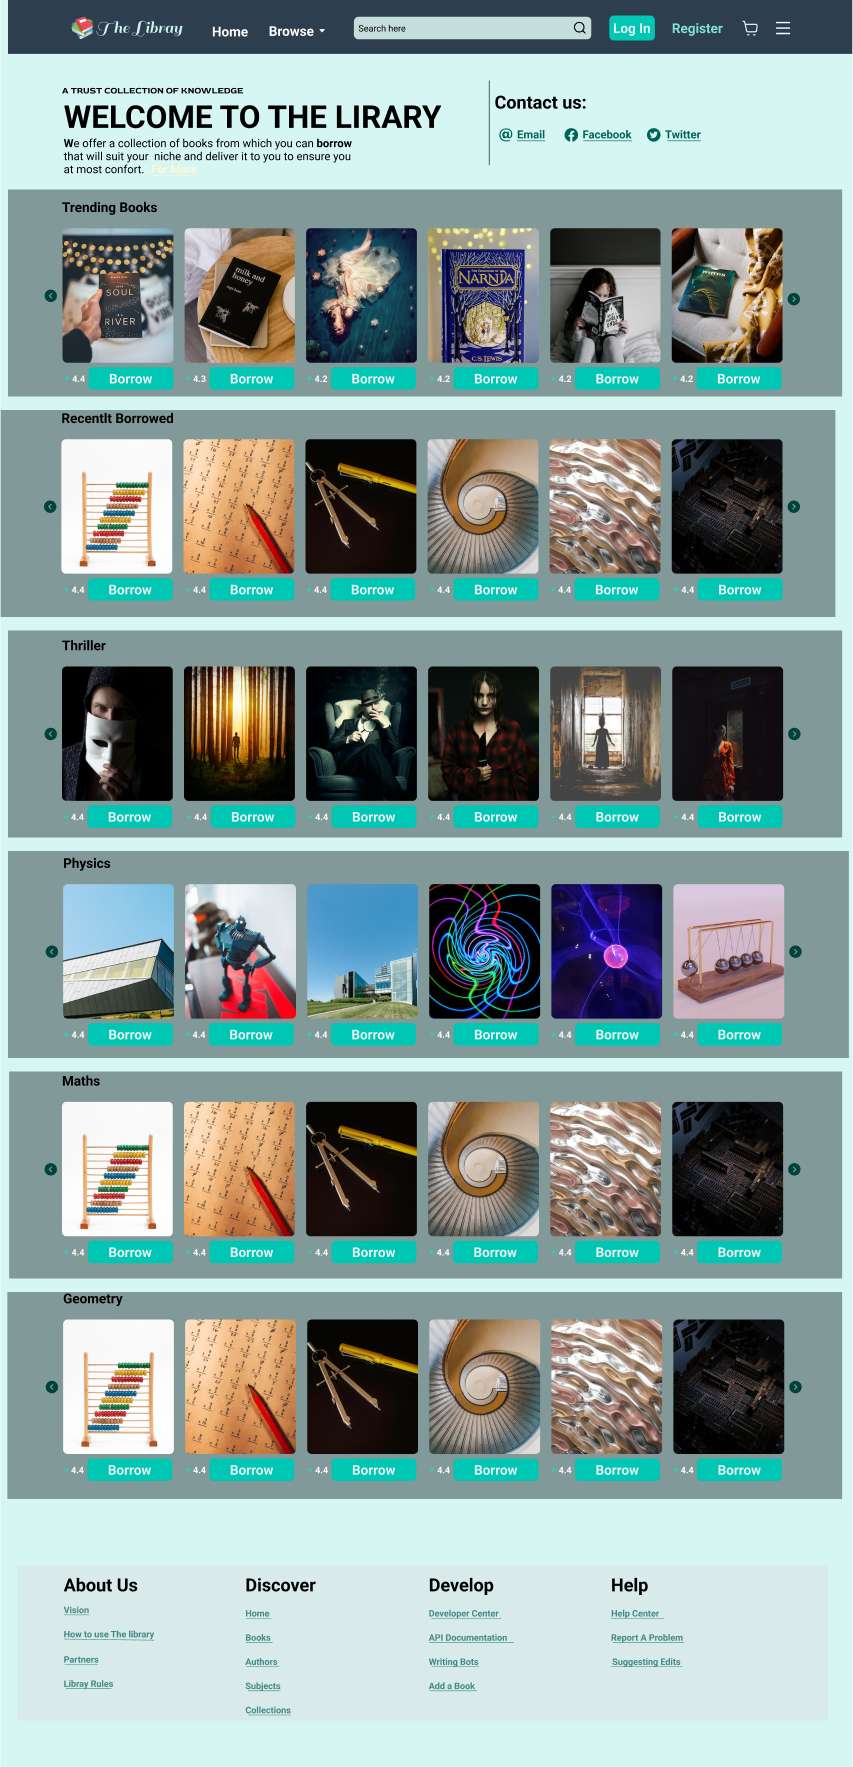 The Libray
Home
Browse
Search here
Log In
Register
A TRUST COLLECTION OF KNOWLEDGE
WELCOME TO THE LIRARY
We offer a collection of books from which you can borrow
that will suit your niche and deliver it to you to ensure you
at most confort. For More
Contact us:
Email
Facebook
Twitter
Trending Books
SOUL
RIVER
milk and
honey
NARNIA
C.S. LEWIS
4.4 Borrow
4.3 Borrow
4.2 Borrow
4.2 Borrow
4.2 Borrow
4.2 Borrow
Recentlt Borrowed
4.4 Borrow
4.4 Borrow
4.4 Borrow
4.4 Borrow
4.4 Borrow
4.4 Borrow
Thriller
4.4 Borrow
4.4 Borrow
4.4 Borrow
4.4 Borrow
4.4 Borrow
4.4 Borrow
Physics
4.4 Borrow
4.4 Borrow
4.4 Borrow
4.4 Borrow
4.4 Borrow
4.4 Borrow
Maths
4.4 Borrow
4.4 Borrow
4.4 Borrow
4.4 Borrow
4.4 Borrow
4.4 Borrow
Geometry
4.4 Borrow
4.4 Borrow
4.4 Borrow
4.4 Borrow
4.4 Borrow
4.4 Borrow
About Us
Vision
How to use The library
Partners
Libray Rules
Discover
Home
Books
Authors
Subjects
Collections
Develop
Developer Center
API Documentation
Writing Bots
Add a Book
Help
Help Center
Report A Problem
Suggesting Edits